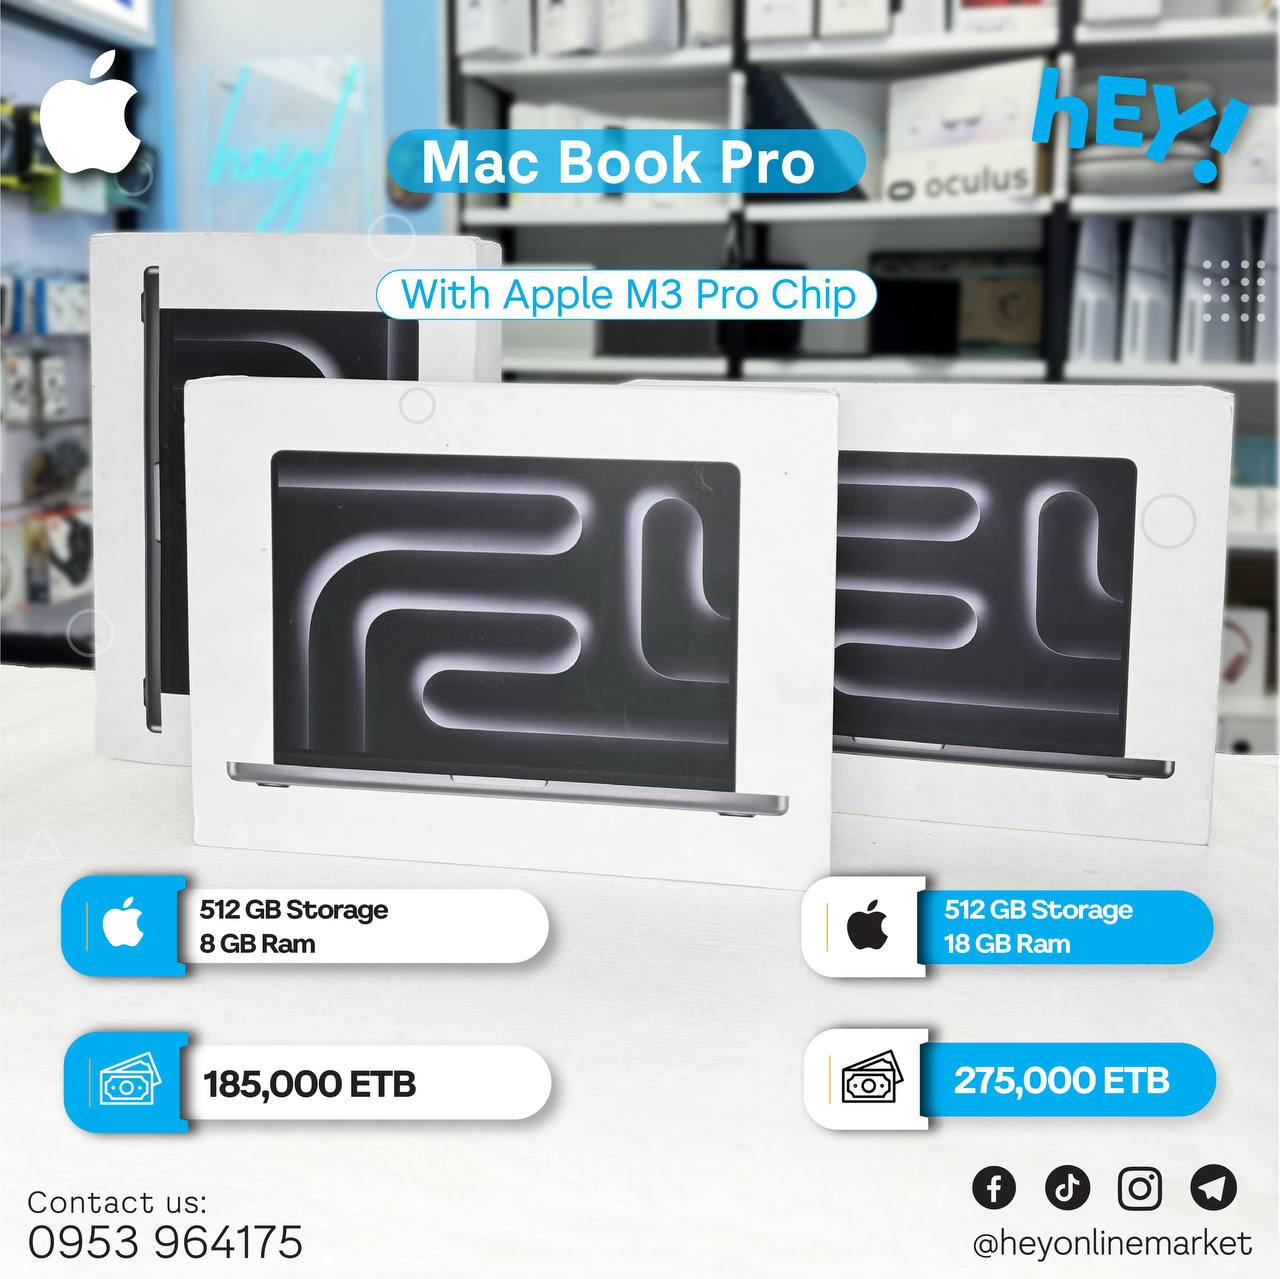 hEY!
hey!
Mac Book Pro
oculus
With Apple M3 Pro Chip
512 GB Storage
8 GB Ram
512 GB Storage
18 GB Ram
185,000 ETB
275,000 ETB
Contact us:
0953 964175
@heyonlinemarket